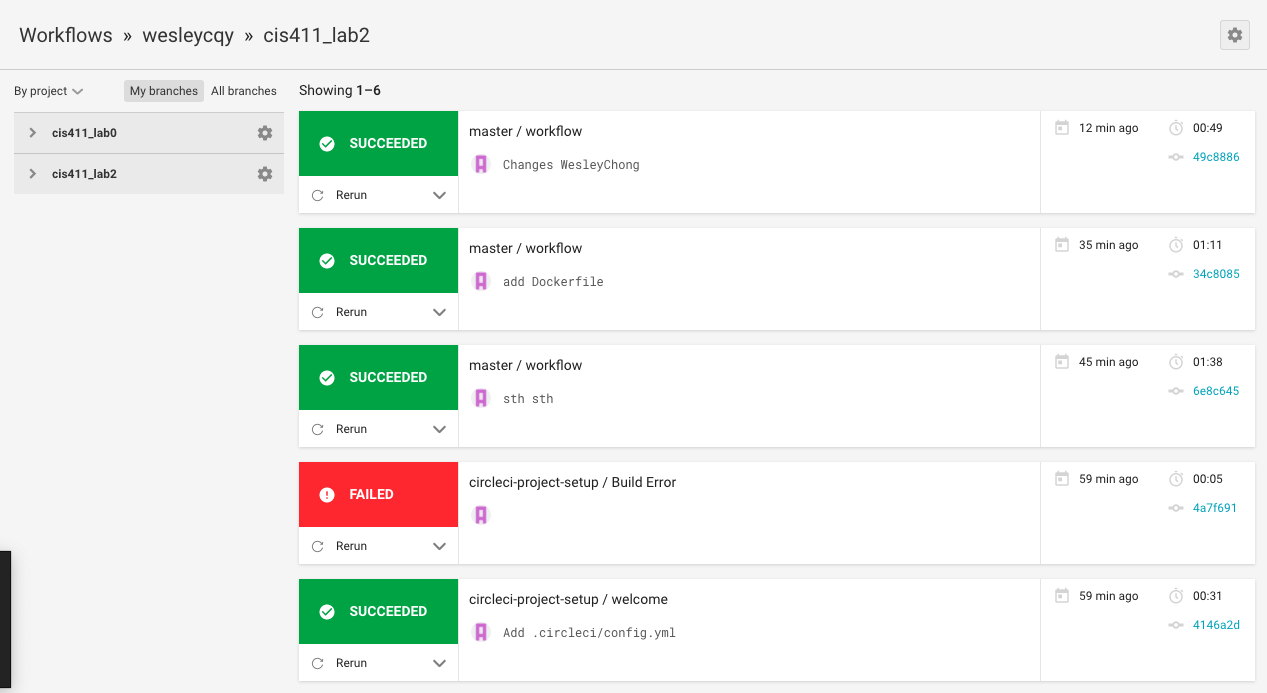 Workflows » wesleycqy » cis411_lab2
By project My branches All branches
cis411_lab0
cis411_lab2
Showing 1–6
SUCCEEDED
Rerun
master / workflow
Changes WesleyChong
12 min ago 00:49
49c8886
SUCCEEDED
Rerun
master / workflow
add Dockerfile
35 min ago 01:11
34c8085
SUCCEEDED
Rerun
master / workflow
sth sth
45 min ago 01:38
6e8c645
FAILED
Rerun
circleci-project-setup / Build Error
59 min ago 00:05
4a7f691
SUCCEEDED
Rerun
circleci-project-setup / welcome
Add .circleci/config.yml
59 min ago 00:31
4146a2d